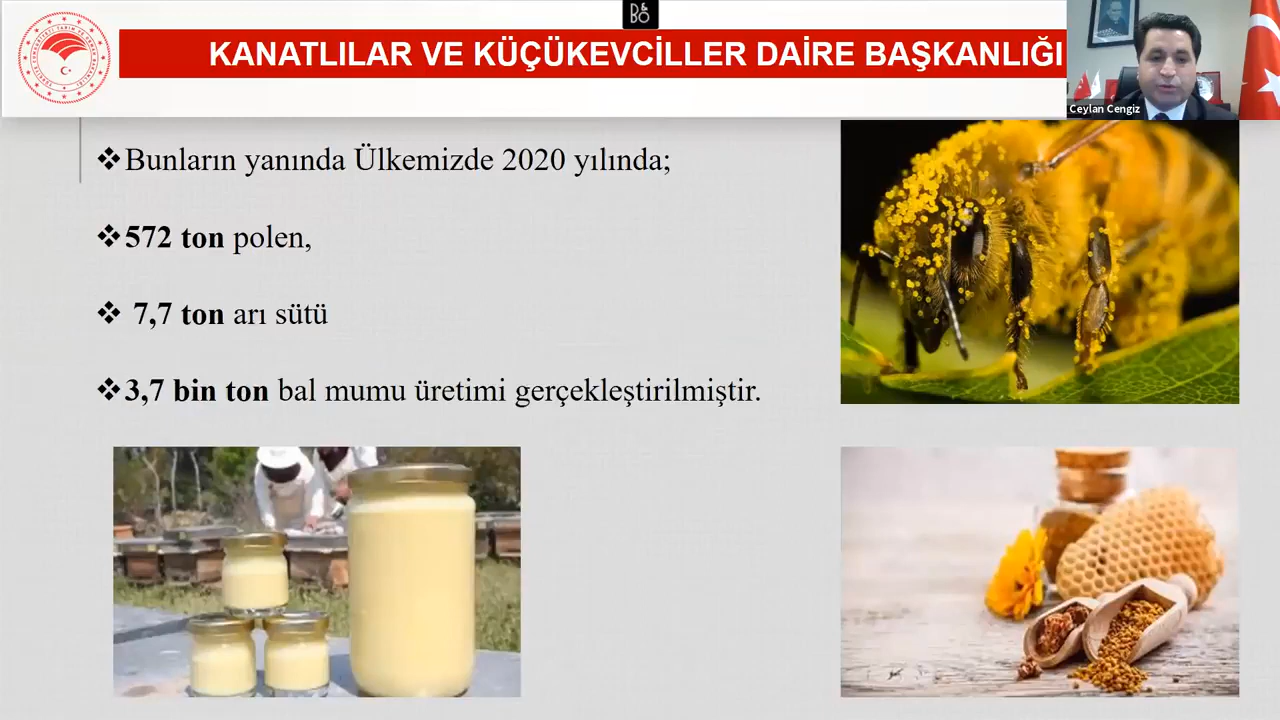 B&O
KANATLILAR VE KÜÇÜKEVCİLLER DAİRE BAŞKANLIĞI
Ceylan Cengiz
❖Bunların yanında Ülkemizde 2020 yılında;
❖572 ton polen,
❖ 7,7 ton arı sütü
❖3,7 bin ton bal mumu üretimi gerçekleştirilmiştir.